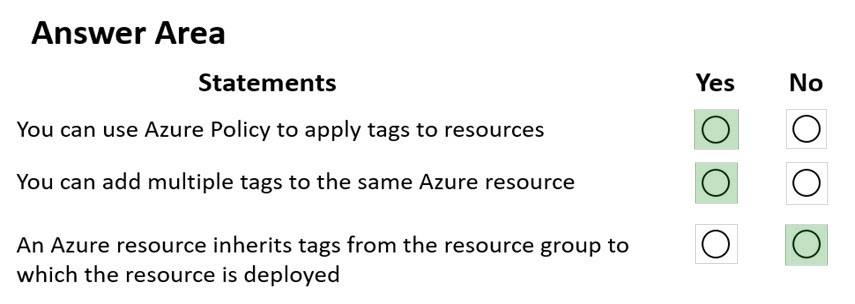 Answer Area
Statements Yes No
You can use Azure Policy to apply tags to resources
You can add multiple tags to the same Azure resource
An Azure resource inherits tags from the resource group to
which the resource is deployed